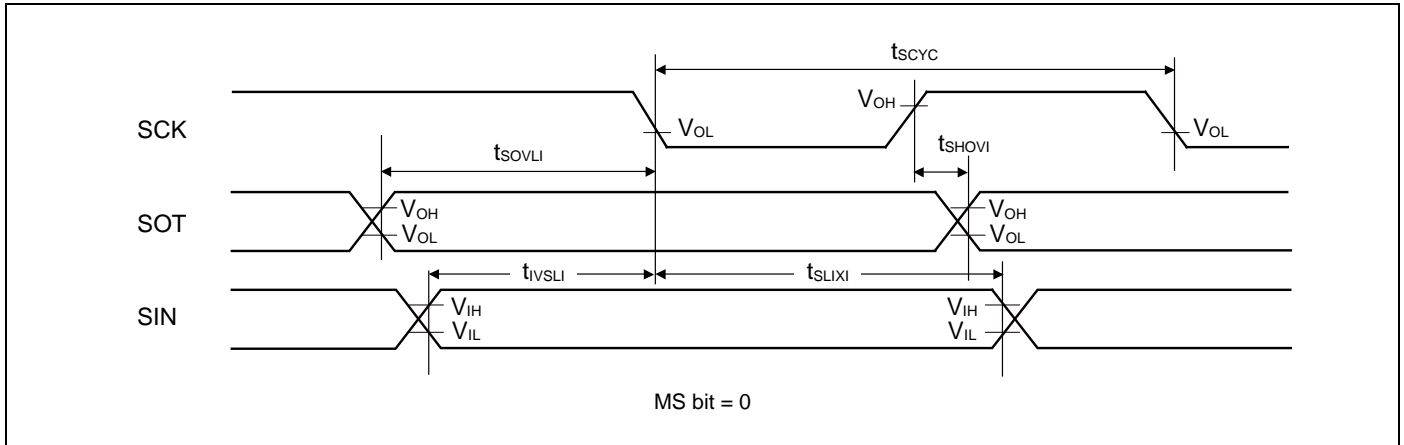 tSCYC
SCK
VOH
VOL
VOL
tSOVLI
tSHOVI
SOT
VOH
VOL
VOH
VOL
tIVSLI
tSLIXI
SIN
VIH
VIL
VIH
VIL
MS bit = 0